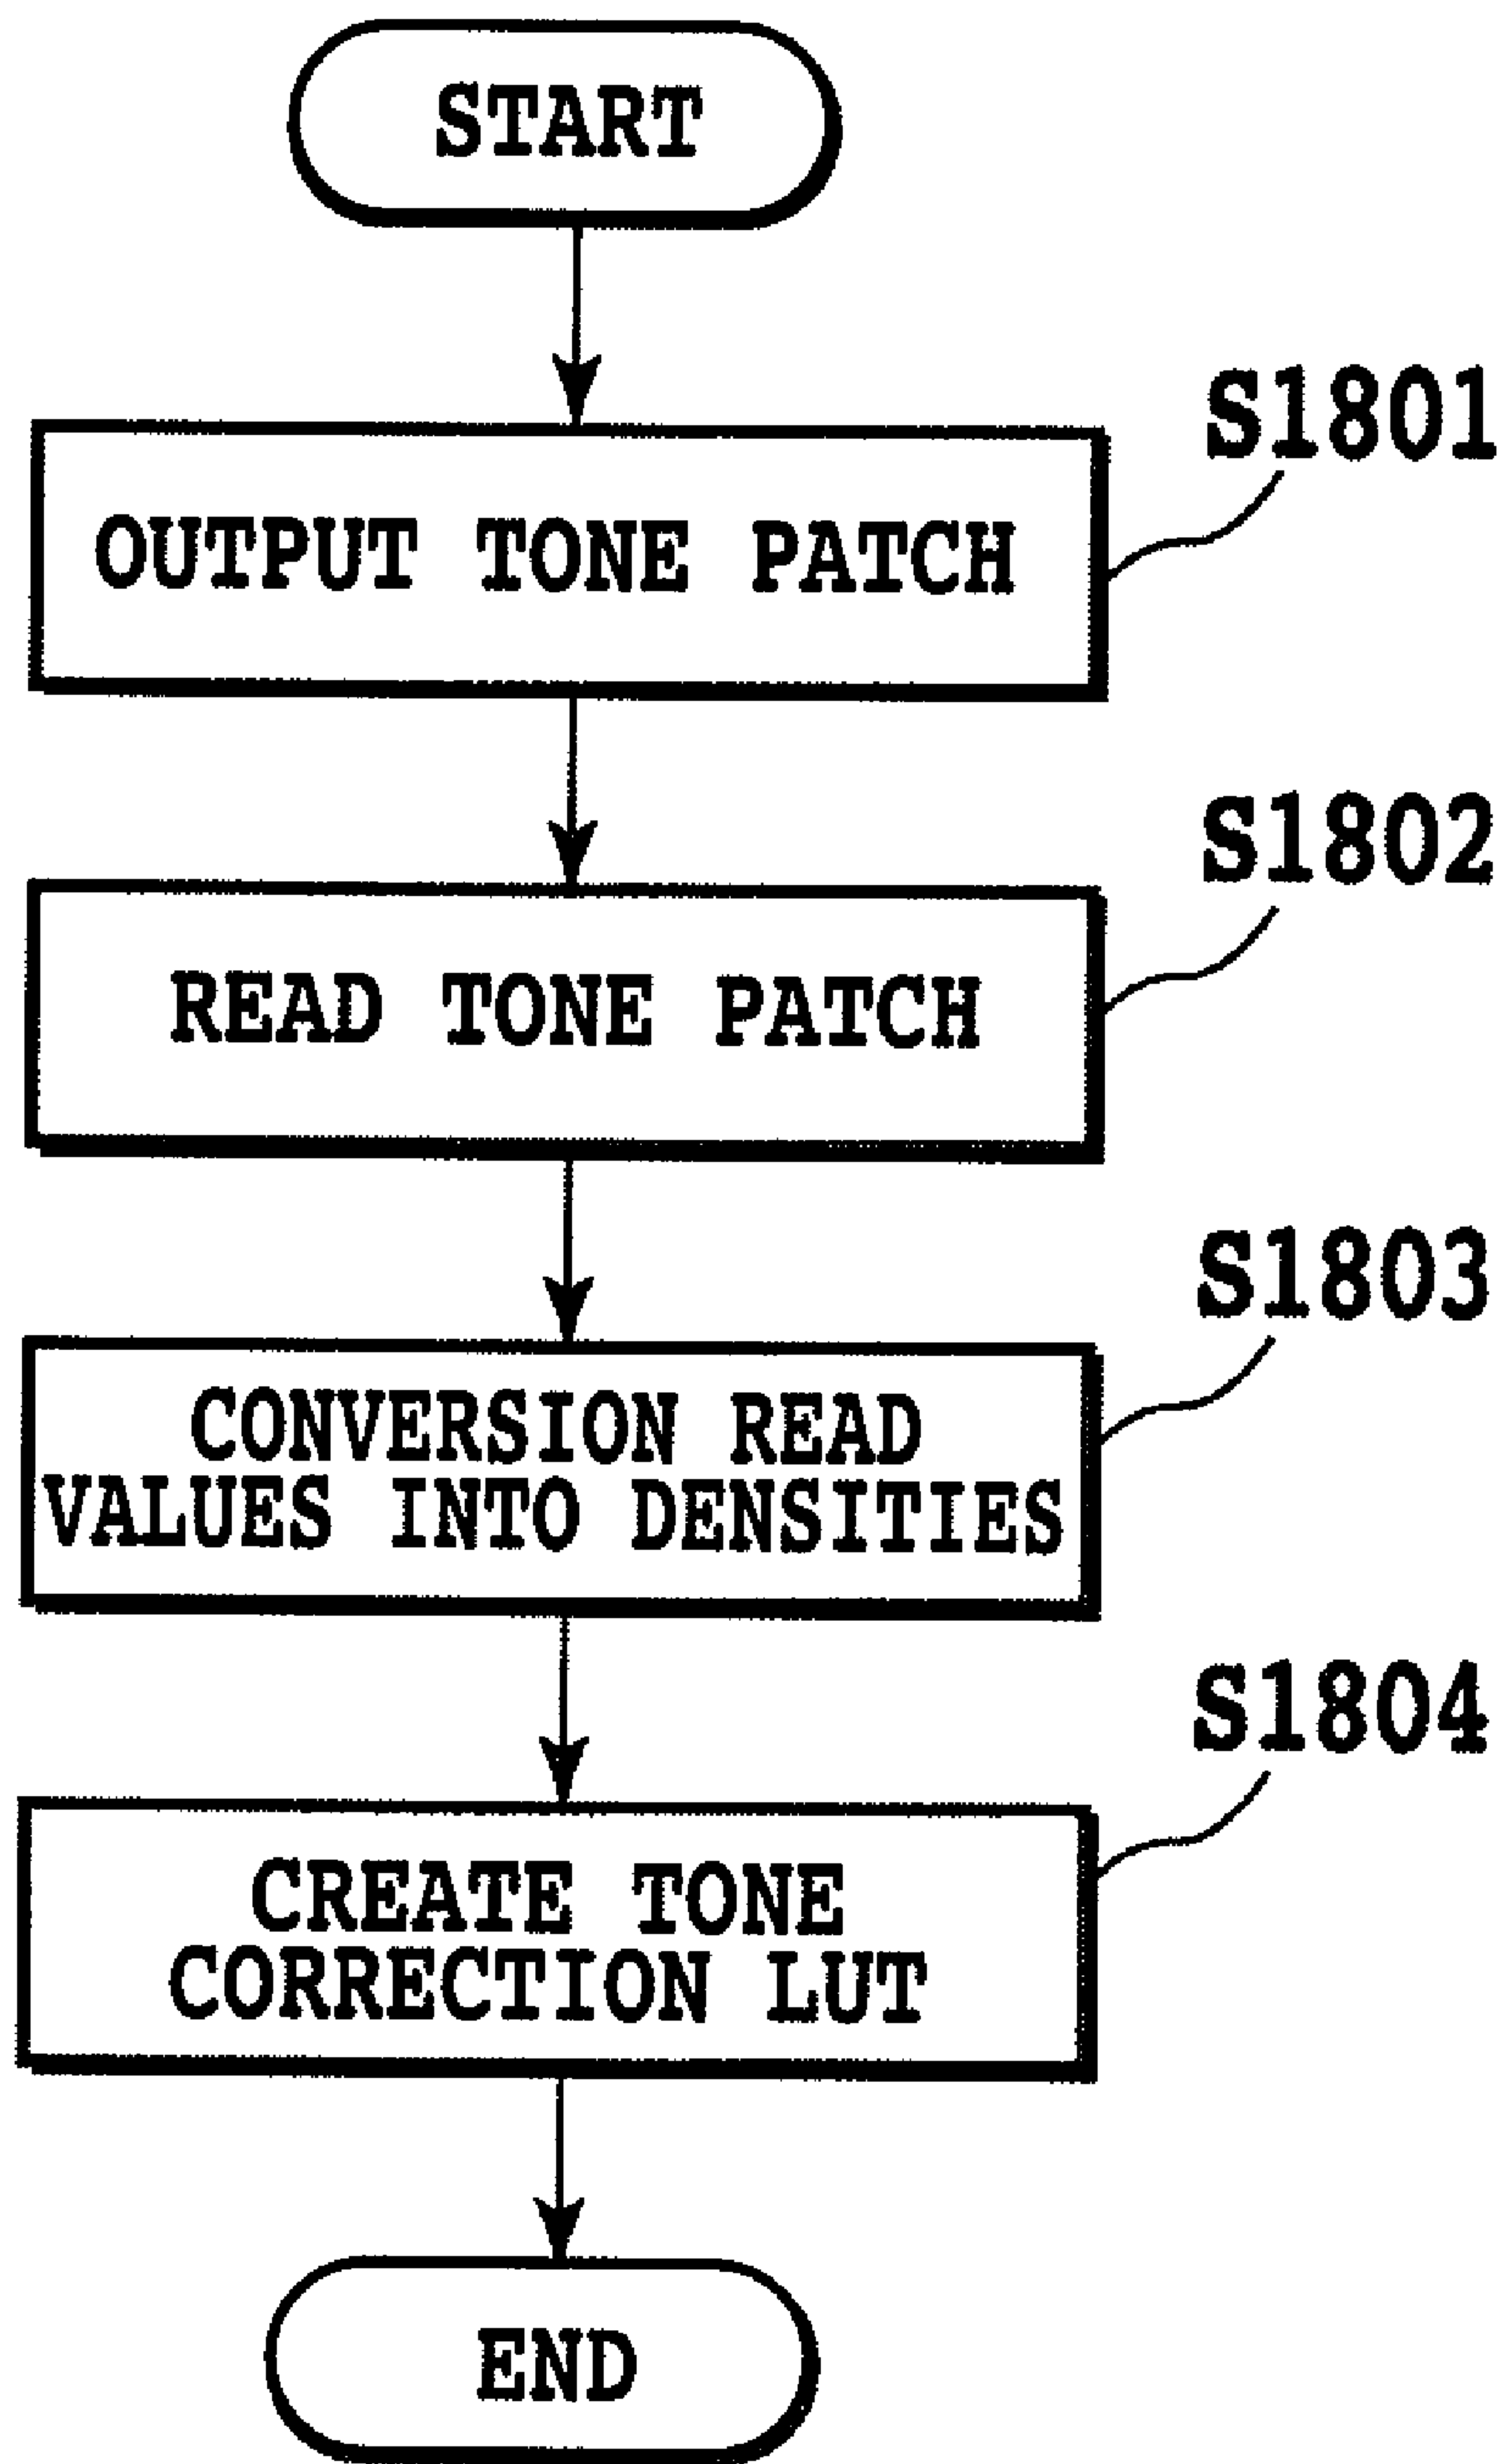 START
S1801
OUTPUT TONE PATCH
S1802
READ TONE PATCH
S1803
CONVERSION READ
VALUES INTO DENSITIES
S1804
CREATE TONE
CORRECTION LUT
END